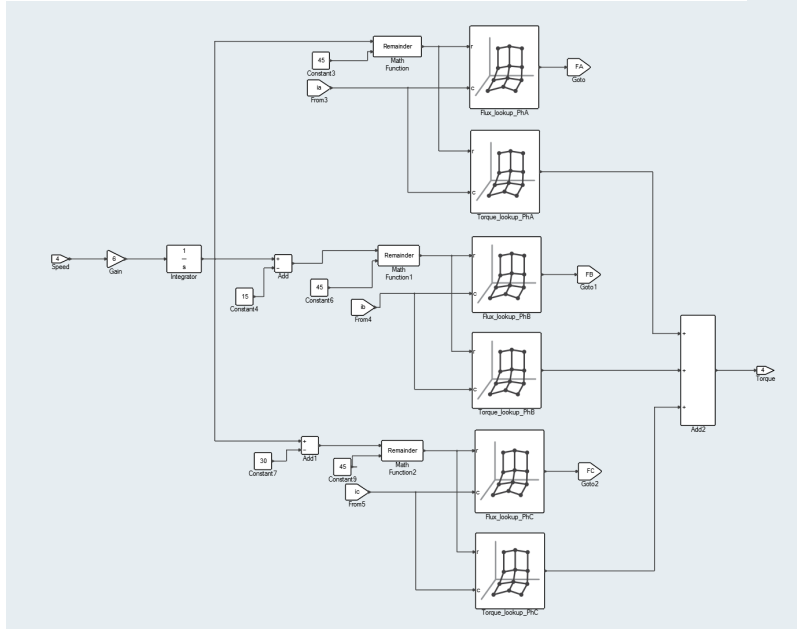 Remainder
Math
Function
45
Constant3
ia
From3
r
c
Flux_lookup_PhA
FA
Goto
r
c
Torque_lookup_PhA
4
Speed
6
Gain
1
s
Integrator
+
−
Add
15
Constant4
Remainder
Math
Function1
45
Constant6
ib
From4
r
c
Flux_lookup_PhB
FB
Goto1
r
c
Torque_lookup_PhB
+
+
+
Add2
4
Torque
+
−
Add1
30
Constant7
Remainder
Math
Function2
45
Constant9
ic
From5
r
c
Flux_lookup_PhC
FC
Goto2
r
c
Torque_lookup_PhC